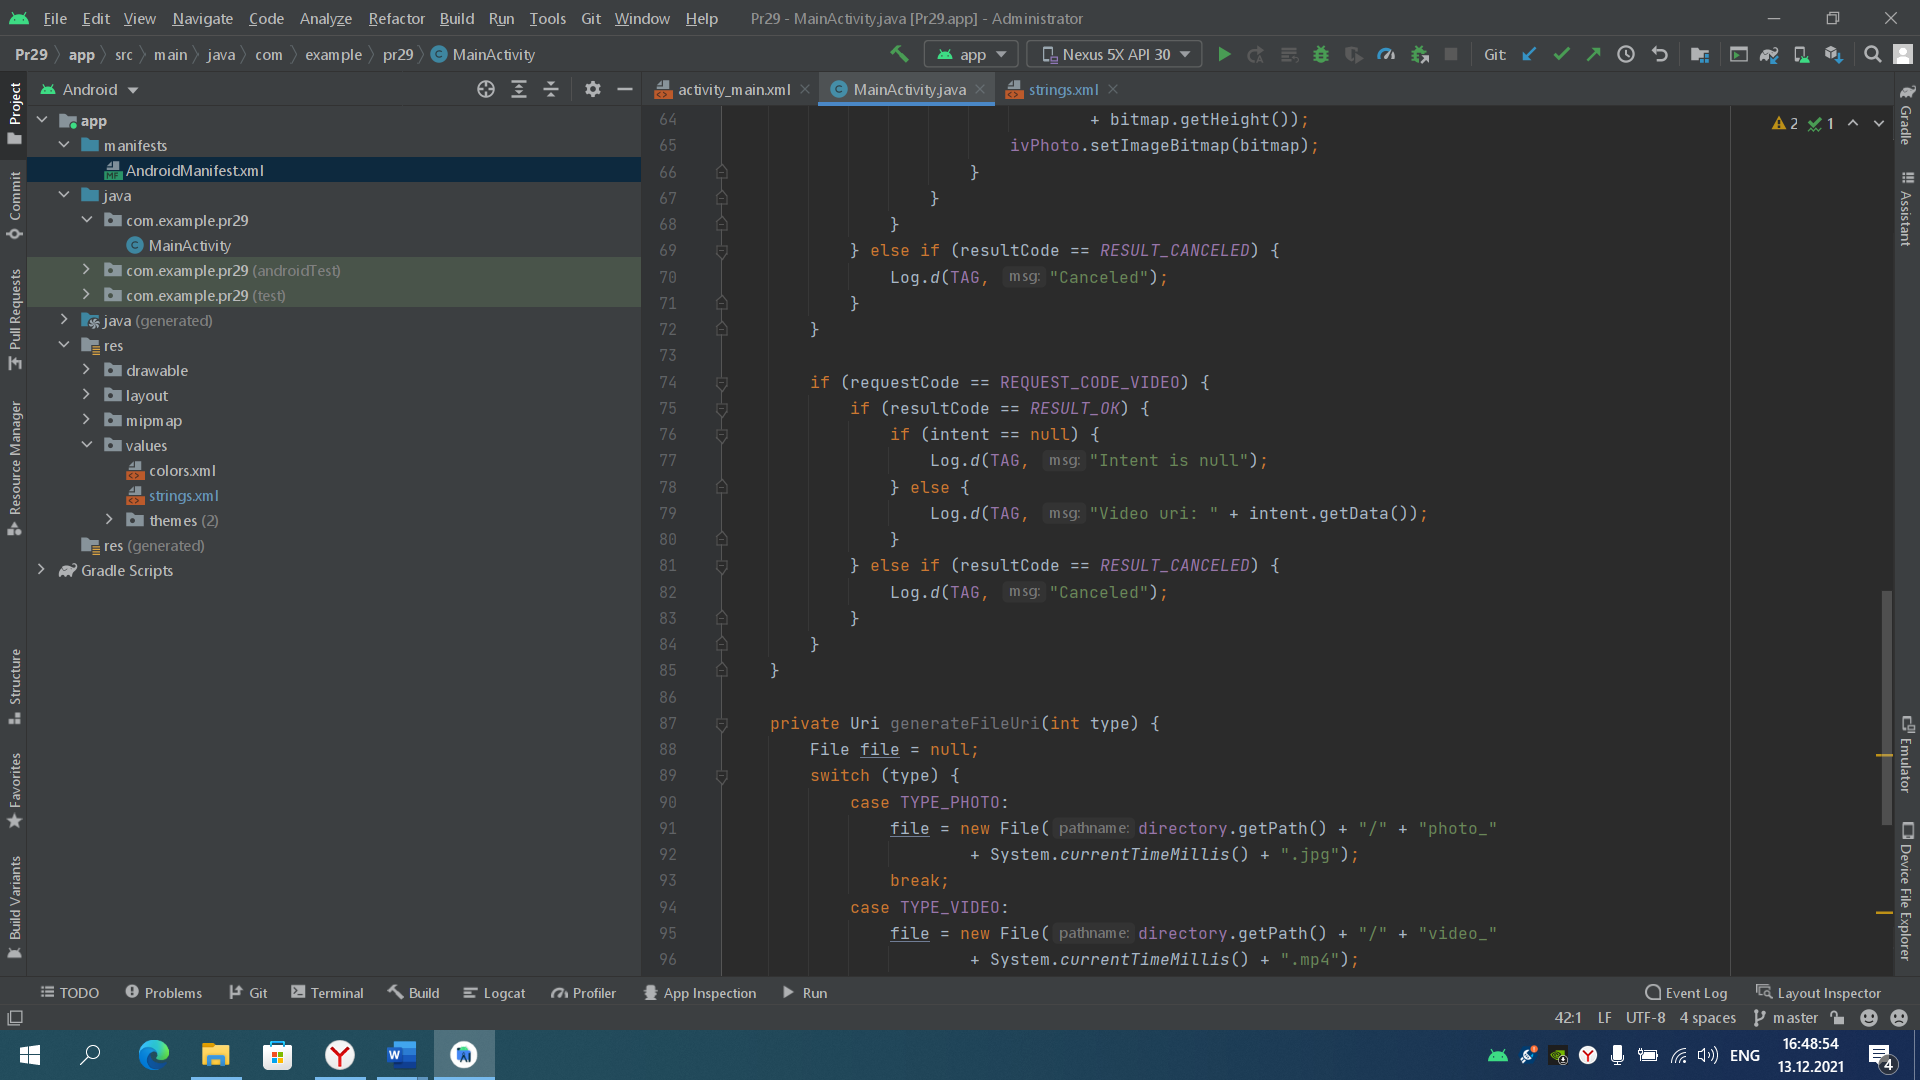 File Edit View Navigate Code Analyze Refactor Build Run Tools Git Window Help Pr29 - MainActivity.java [Pr29.app] - Administrator
Pr29 app src main java com example pr29 C MainActivity app Nexus 5X API 30 Git:
Android
activity_main.xml C MainActivity.java strings.xml
app
manifests
MF AndroidManifest.xml
java
com.example.pr29
C MainActivity
com.example.pr29 (androidTest)
com.example.pr29 (test)
java (generated)
res
drawable
layout
mipmap
values
colors.xml
strings.xml
themes (2)
res (generated)
Gradle Scripts
Project
Commit
Pull Requests
Resource Manager
Structure
Favorites
Build Variants
2 1
64 + bitmap.getHeight());
65 ivPhoto.setImageBitmap(bitmap);
66 }
67 }
68 }
69 } else if (resultCode == RESULT_CANCELED) {
70 Log.d(TAG, msg: "Canceled");
71 }
72 }
73
74 if (requestCode == REQUEST_CODE_VIDEO) {
75 if (resultCode == RESULT_OK) {
76 if (intent == null) {
77 Log.d(TAG, msg: "Intent is null");
78 } else {
79 Log.d(TAG, msg: "Video uri: " + intent.getData());
80 }
81 } else if (resultCode == RESULT_CANCELED) {
82 Log.d(TAG, msg: "Canceled");
83 }
84 }
85 }
86
87 private Uri generateFileUri(int type) {
88 File file = null;
89 switch (type) {
90 case TYPE_PHOTO:
91 file = new File( pathname: directory.getPath() + "/" + "photo_"
92 + System.currentTimeMillis() + ".jpg");
93 break;
94 case TYPE_VIDEO:
95 file = new File( pathname: directory.getPath() + "/" + "video_"
96 + System.currentTimeMillis() + ".mp4");
Gradle
Assistant
Emulator
Device File Explorer
TODO Problems Git Terminal Build Logcat Profiler App Inspection Run Event Log Layout Inspector
42:1 LF UTF-8 4 spaces master
W ENG 16:48:54
13.12.2021
4